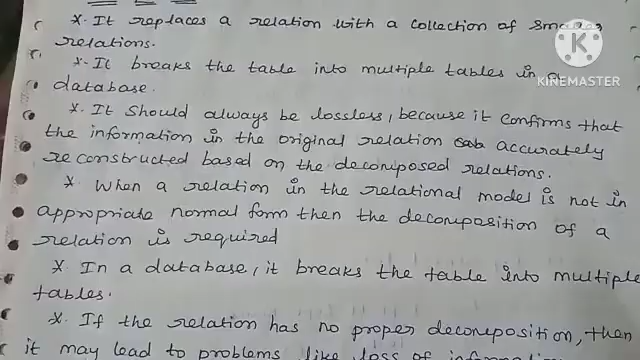 *. It replaces a relation with a collection of smaller
relations.
*. It breaks the table into multiple tables in a
database.
*. It should always be lossless, because it confirms that
the information in the original relation can accurately
reconstructed based on the decomposed relations.
*. When a relation in the relational model is not in
appropriate normal form then the decomposition of a
relation is required
*. In a database, it breaks the table into multiple
tables.
*. If the relation has no proper decomposition, then
it may lead to problems like loss of
KINEMASTER